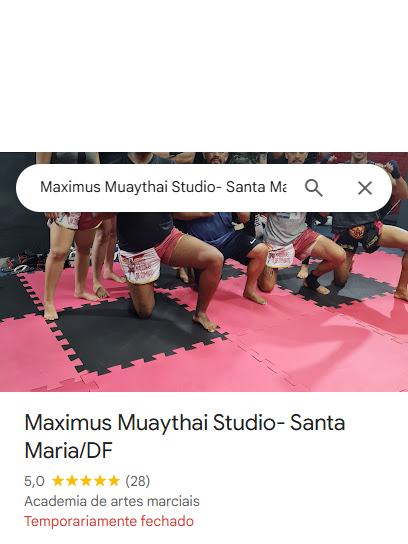 Maximus Muaythai Studio- Santa Ma
Maximus Muaythai Studio- Santa
Maria/DF
5,0 (28)
Academia de artes marciais
Temporariamente fechado